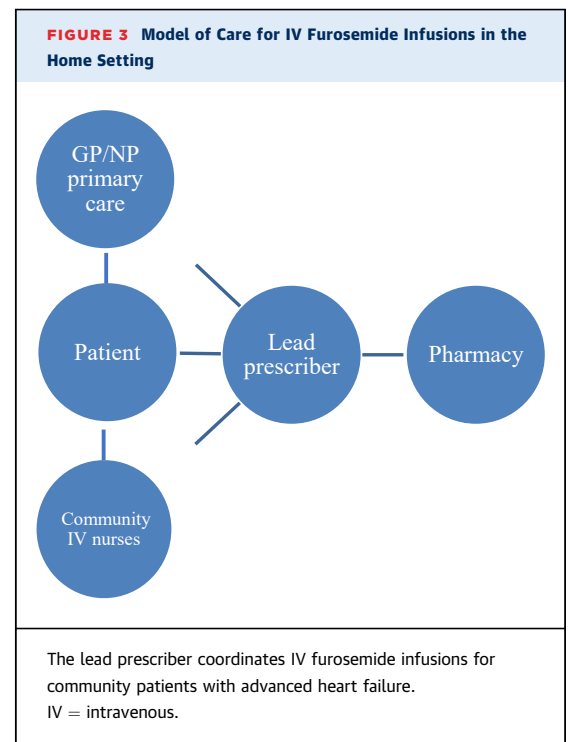 FIGURE 3 Model of Care for IV Furosemide Infusions in the
Home Setting
GP/NP
primary
care
Patient
Lead
prescriber
Pharmacy
Community
IV nurses
The lead prescriber coordinates IV furosemide infusions for
community patients with advanced heart failure.
IV = intravenous.